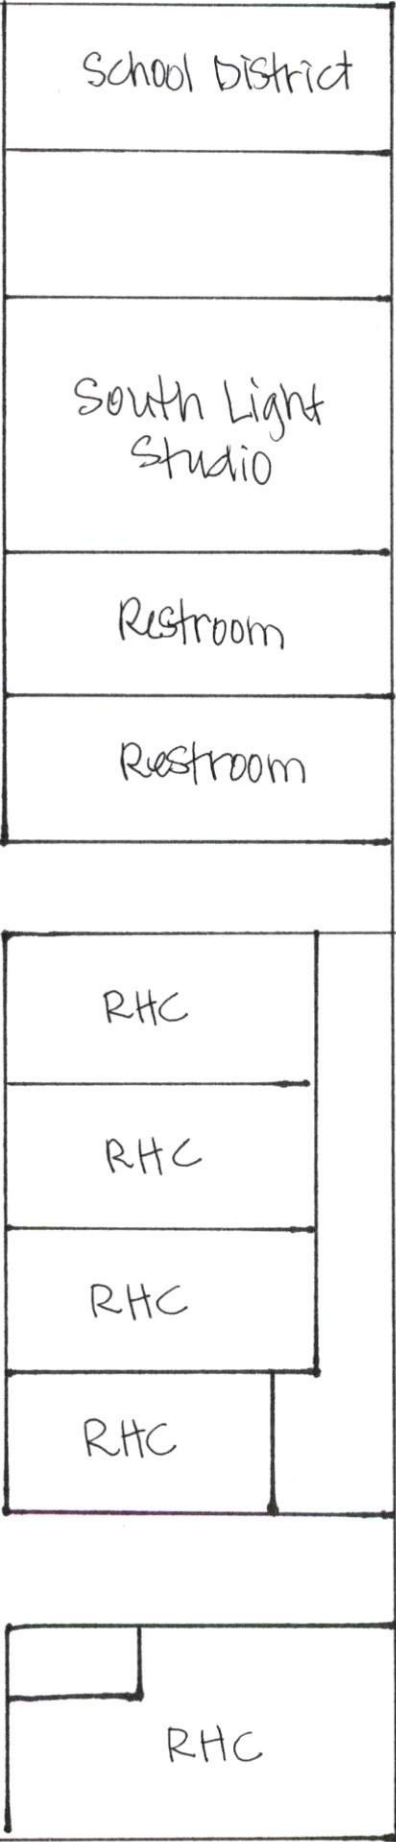 School District
South Light
Studio
Restroom
Restroom
RHC
RHC
RHC
RHC
RHC